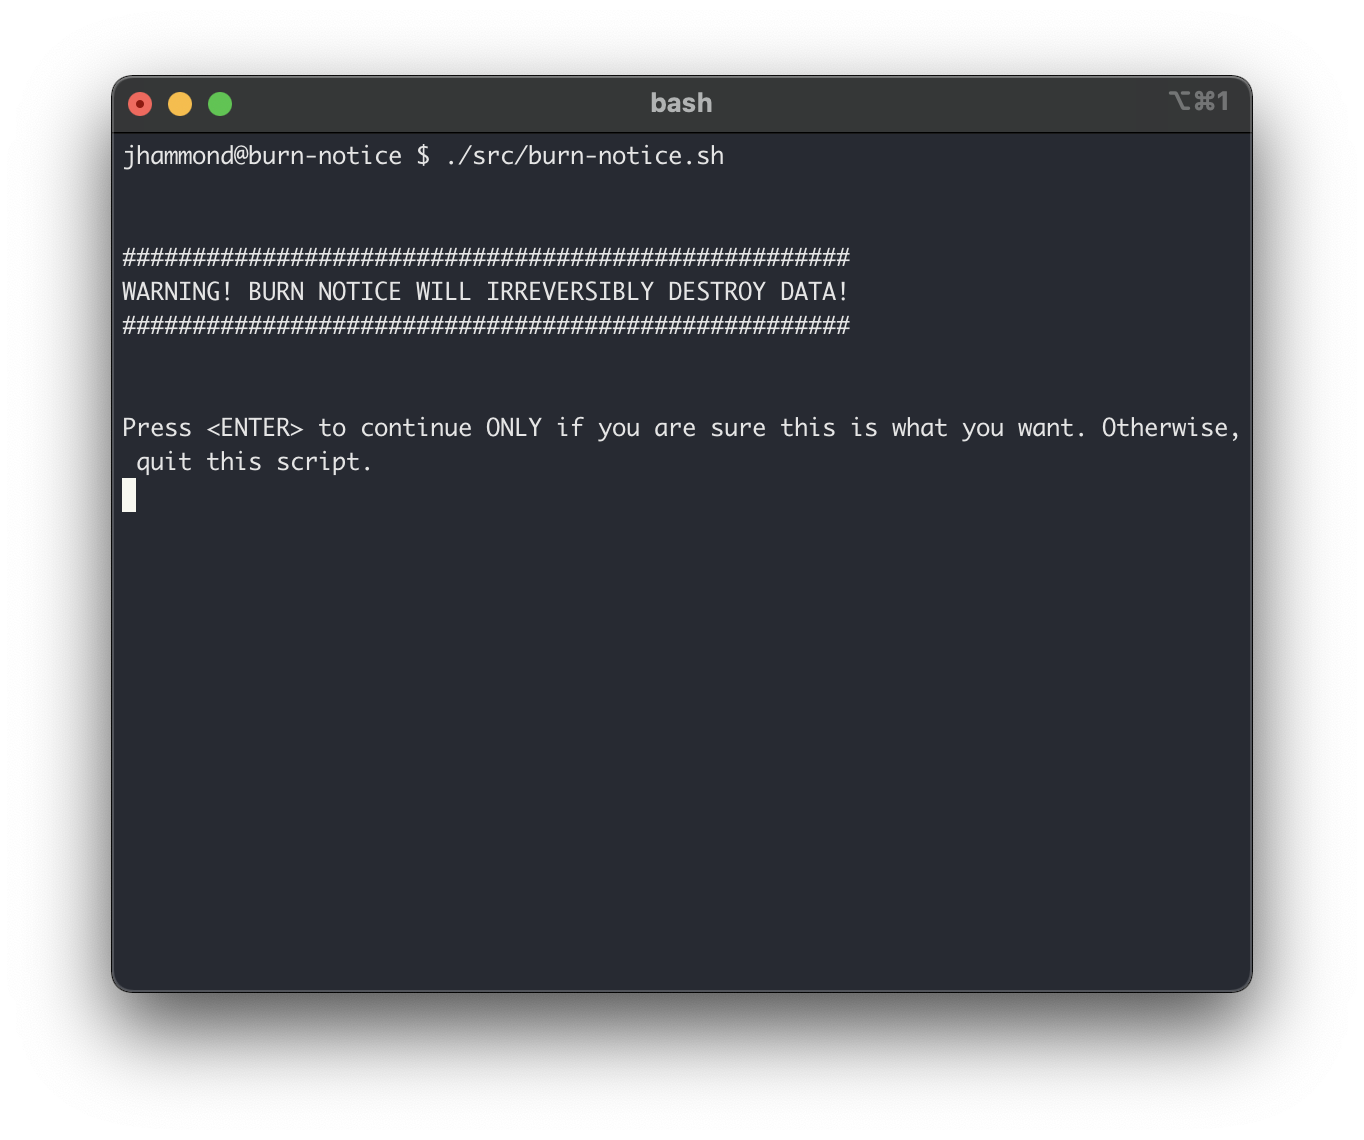 bash
⌥⌘1
jhammond@burn-notice $ ./src/burn-notice.sh
####################################################
WARNING! BURN NOTICE WILL IRREVERSIBLY DESTROY DATA!
####################################################
Press <ENTER> to continue ONLY if you are sure this is what you want. Otherwise,
quit this script.